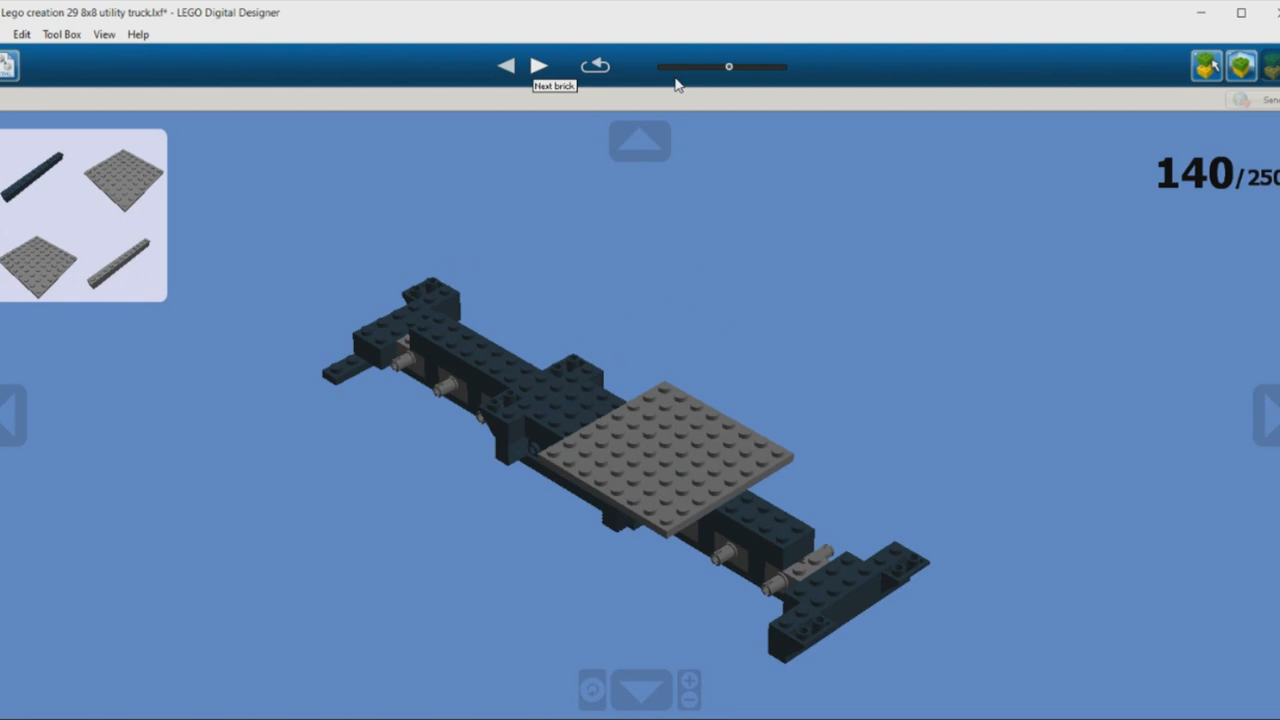 Lego creation 29 8x8 utility truck.lxf* - LEGO Digital Designer
Edit Tool Box View Help
Next brick
140/250